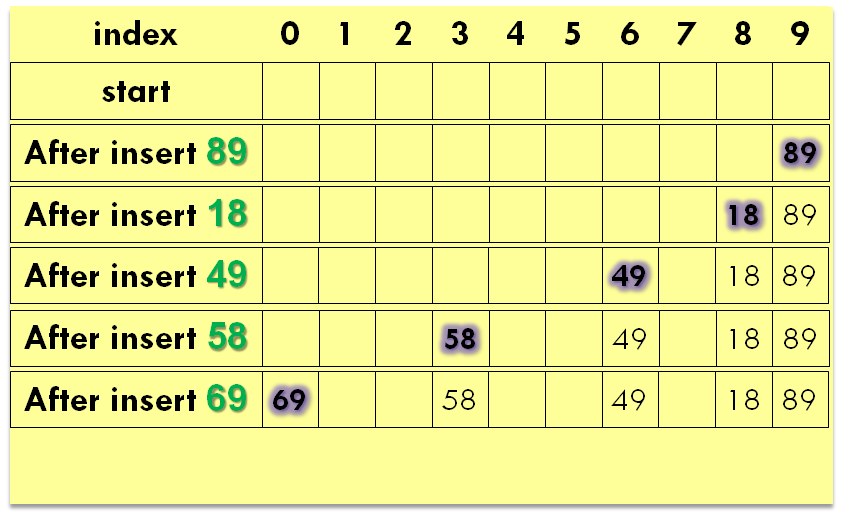 index 0 1 2 3 4 5 6 7 8 9
start
After insert 89 89
After insert 18 18 89
After insert 49 49 18 89
After insert 58 58 49 18 89
After insert 69 69 58 49 18 89